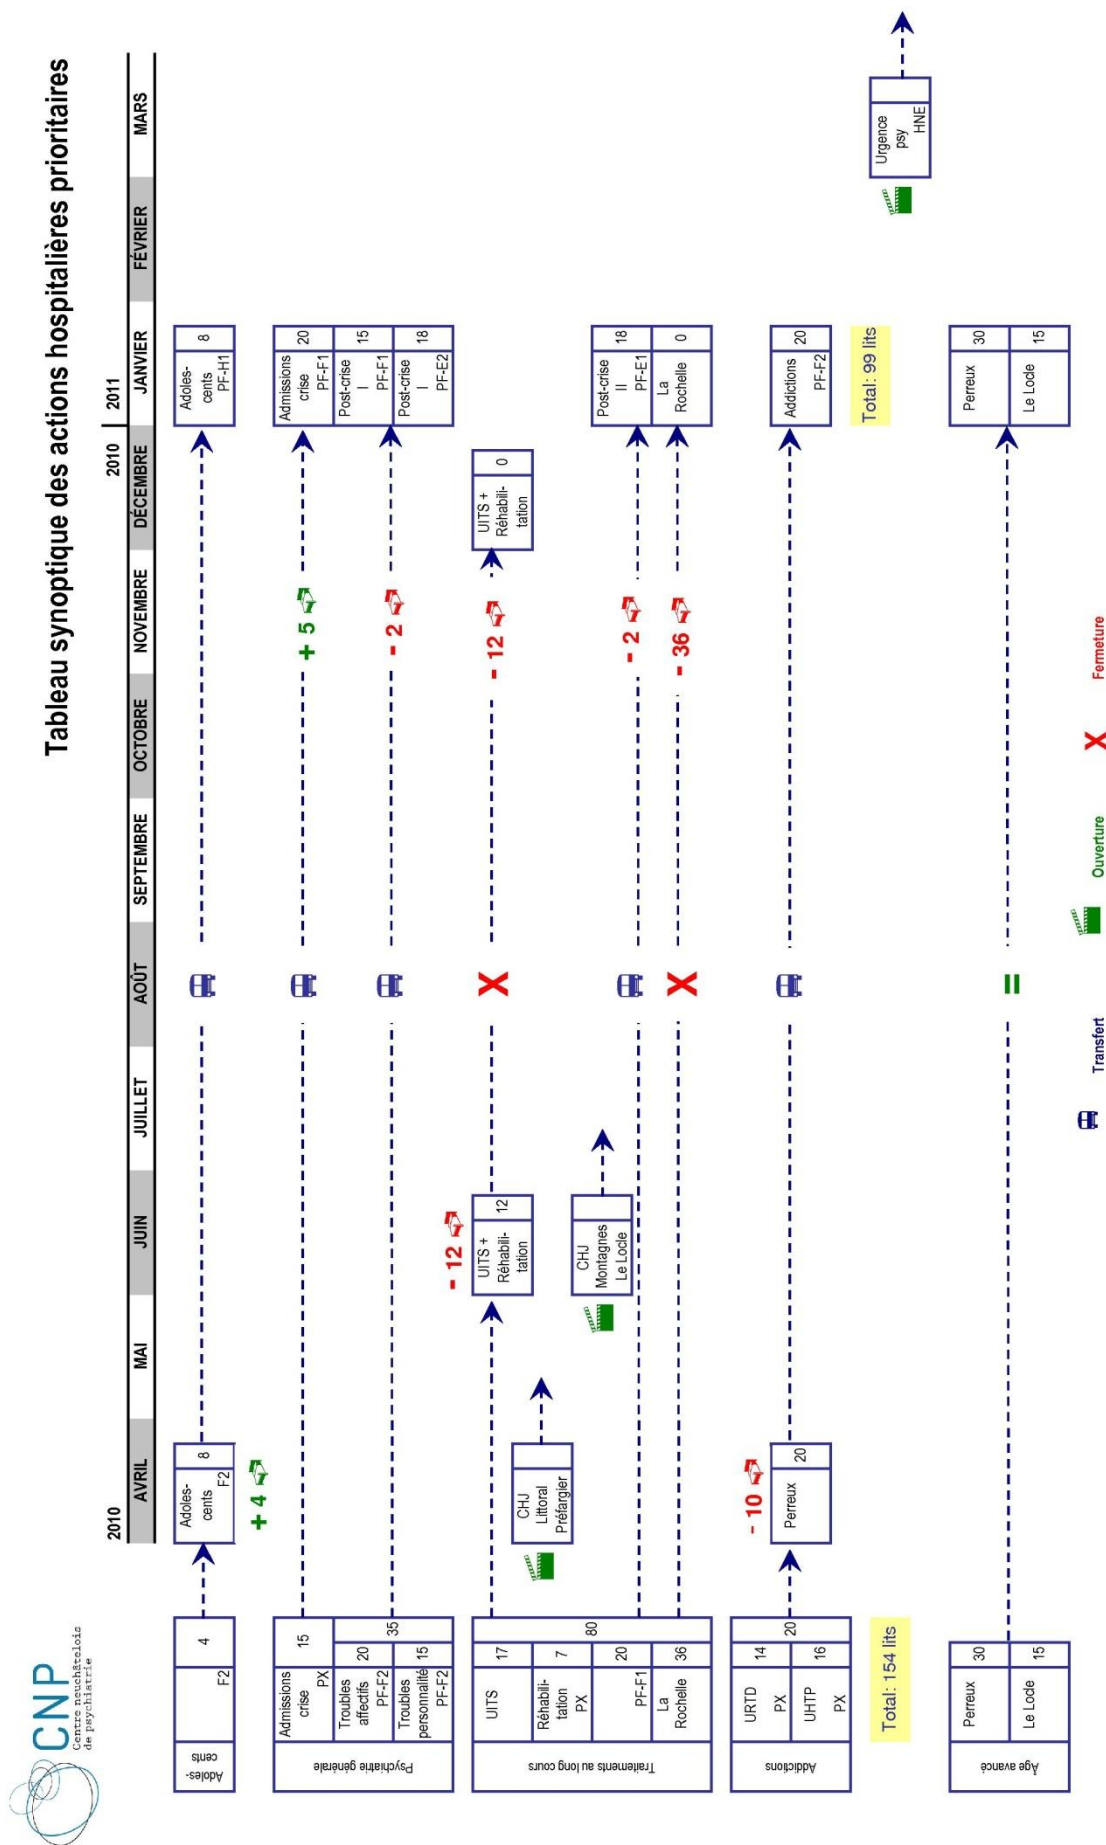 CNP
Centre neuchâtelois
de psychiatrie
Tableau synoptique des actions hospitalières prioritaires
2010
2010
2011
AVRIL
MAI
JUIN
JUILLET
AOÛT
SEPTEMBRE
OCTOBRE
NOVEMBRE
DÉCEMBRE
JANVIER
FÉVRIER
MARS
Adoles-
cents
F2
4
Adoles-
cents
F2
8
+ 4
Adoles-
cents
PF-H1
8
Psychiatrie générale
Admissions
crise
PX
15
Troubles
affectifs
PF-F2
20
Troubles
personnalité
PF-F2
15
35
+ 5
- 2
Admissions
crise
PF-F1
20
Post-crise
I
PF-F1
15
Post-crise
I
PF-E2
18
Traitements au long cours
UITS
17
Réhabili-
tation
PX
7
PF-F1
20
La
Rochelle
36
80
CHJ
Littoral
Préfargier
- 12
UITS +
Réhabili-
tation
12
CHJ
Montagnes
Le Locle
X
X
- 12
- 2
- 36
UITS +
Réhabili-
tation
0
Post-crise
II
PF-E1
18
La
Rochelle
0
Addictions
URTD
PX
14
UHTP
PX
16
20
- 10
Perreux
20
Addictions
PF-F2
20
Total: 154 lits
Total: 99 lits
Urgence
psy
HNE
Âge avancé
Perreux
30
Le Locle
15
=
Perreux
30
Le Locle
15
Transfert
Ouverture
X
Fermeture